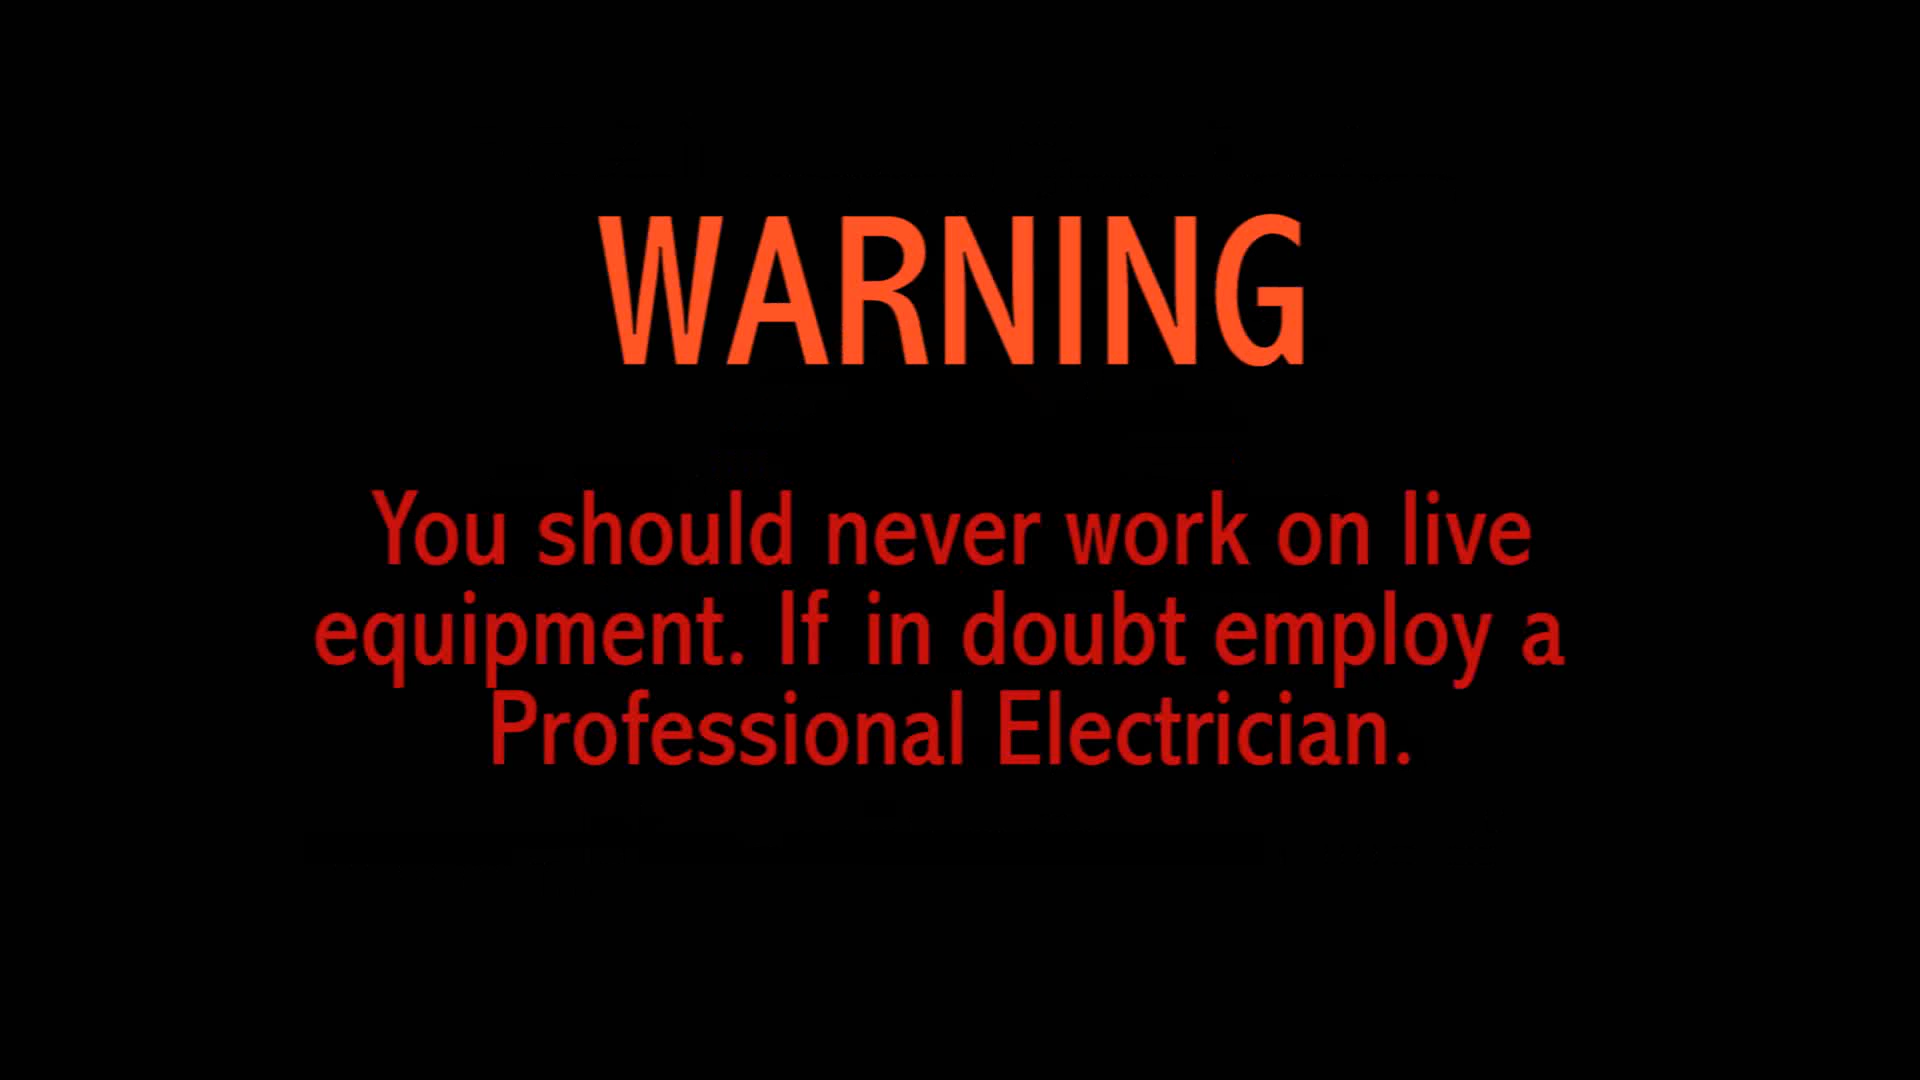 WARNING
You should never work on live
equipment. If in doubt employ a
Professional Electrician.